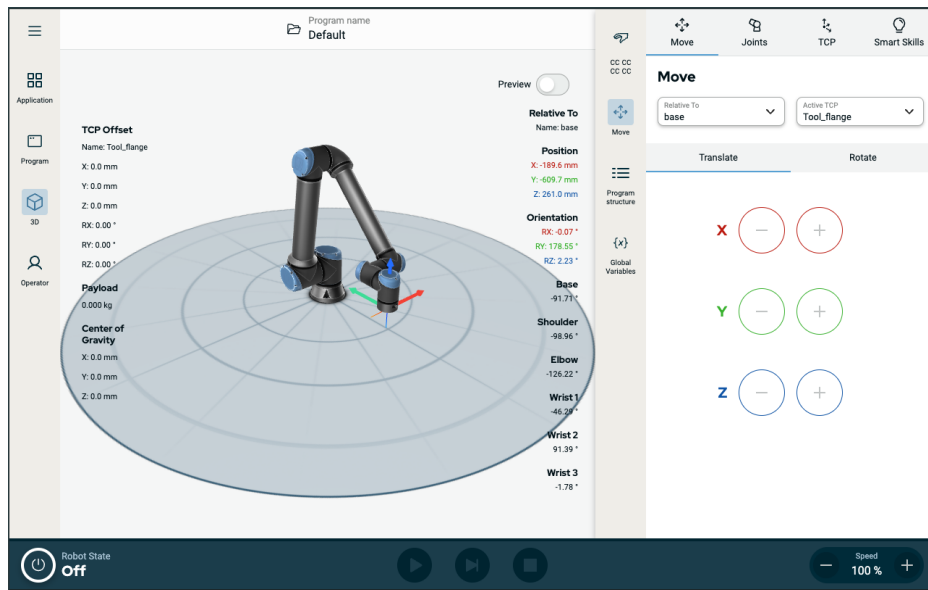 Program name
Default
Application
Program
3D
Operator
Preview
TCP Offset
Name: Tool_flange
X: 0.0 mm
Y: 0.0 mm
Z: 0.0 mm
RX: 0.00 °
RY: 0.00 °
RZ: 0.00 °
Payload
0.000 kg
Center of
Gravity
X: 0.0 mm
Y: 0.0 mm
Z: 0.0 mm
Relative To
Name: base
Position
X: -189.6 mm
Y: -609.7 mm
Z: 261.0 mm
Orientation
RX: -0.07 °
RY: 178.55 °
RZ: 2.23 °
Base
-91.71 °
Shoulder
-98.96 °
Elbow
-126.22 °
Wrist 1
-46.29 °
Wrist 2
91.39 °
Wrist 3
-1.78 °
CC CC
CC CC
Move
Program
structure
{x}
Global
Variables
Move
Joints
TCP
Smart Skills
Move
Relative To
base
Active TCP
Tool_flange
Translate
Rotate
X − +
Y − +
Z − +
Robot State
Off
Speed
− 100 % +